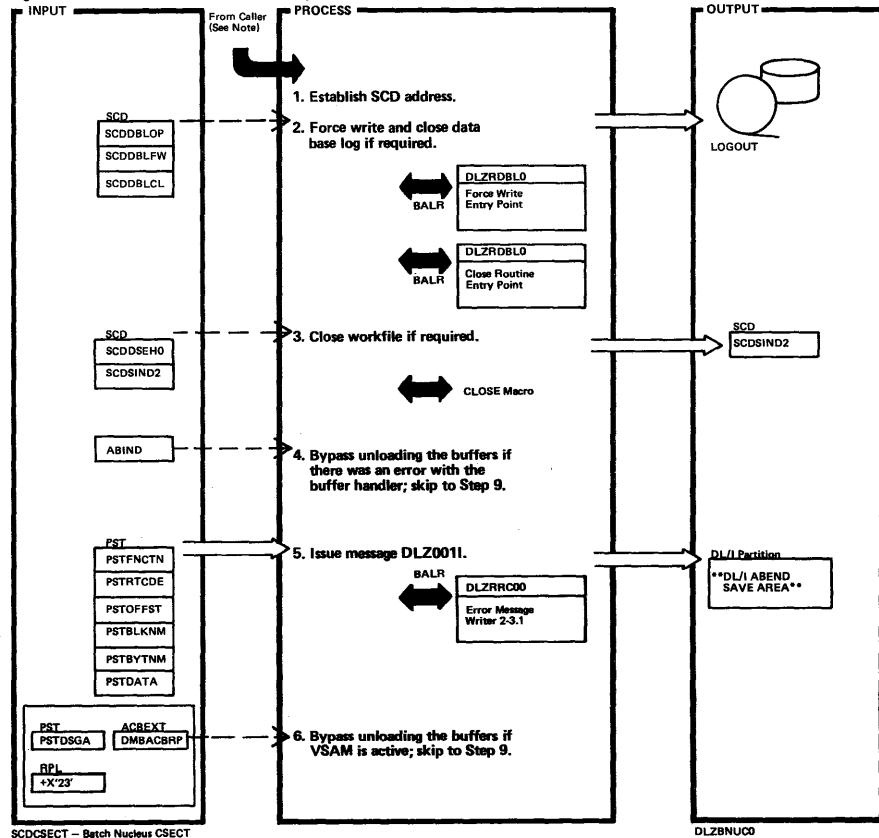 INPUT
From Caller
(See Note)
PROCESS
OUTPUT
1. Establish SCD address.
SCD
SCDDBLOP
SCDDBLFW
SCDDBLCL
2. Force write and close data
base log if required.
LOGOUT
DLZRDBL0
BALR
Force Write
Entry Point
DLZRDBL0
BALR
Close Routine
Entry Point
SCD
SCDDSEH0
SCDSIND2
3. Close workfile if required.
SCD
SCDSIND2
CLOSE Macro
ABIND
4. Bypass unloading the buffers if
there was an error with the
buffer handler; skip to Step 9.
PST
PSTFNCTN
PSTRTCDE
PSTOFFST
PSTBLKNM
PSTBYTNM
PSTDATA
5. Issue message DLZ001I.
BALR
DLZRRC00
Error Message
Writer 2-3.1
DL/I Partition
**DL/I ABEND
SAVE AREA**
PST
PSTDSGA
ACBEXT
DMBACBRP
RPL
+X'23'
6. Bypass unloading the buffers if
VSAM is active; skip to Step 9.
SCDCSECT – Batch Nucleus CSECT
DLZBNUC0